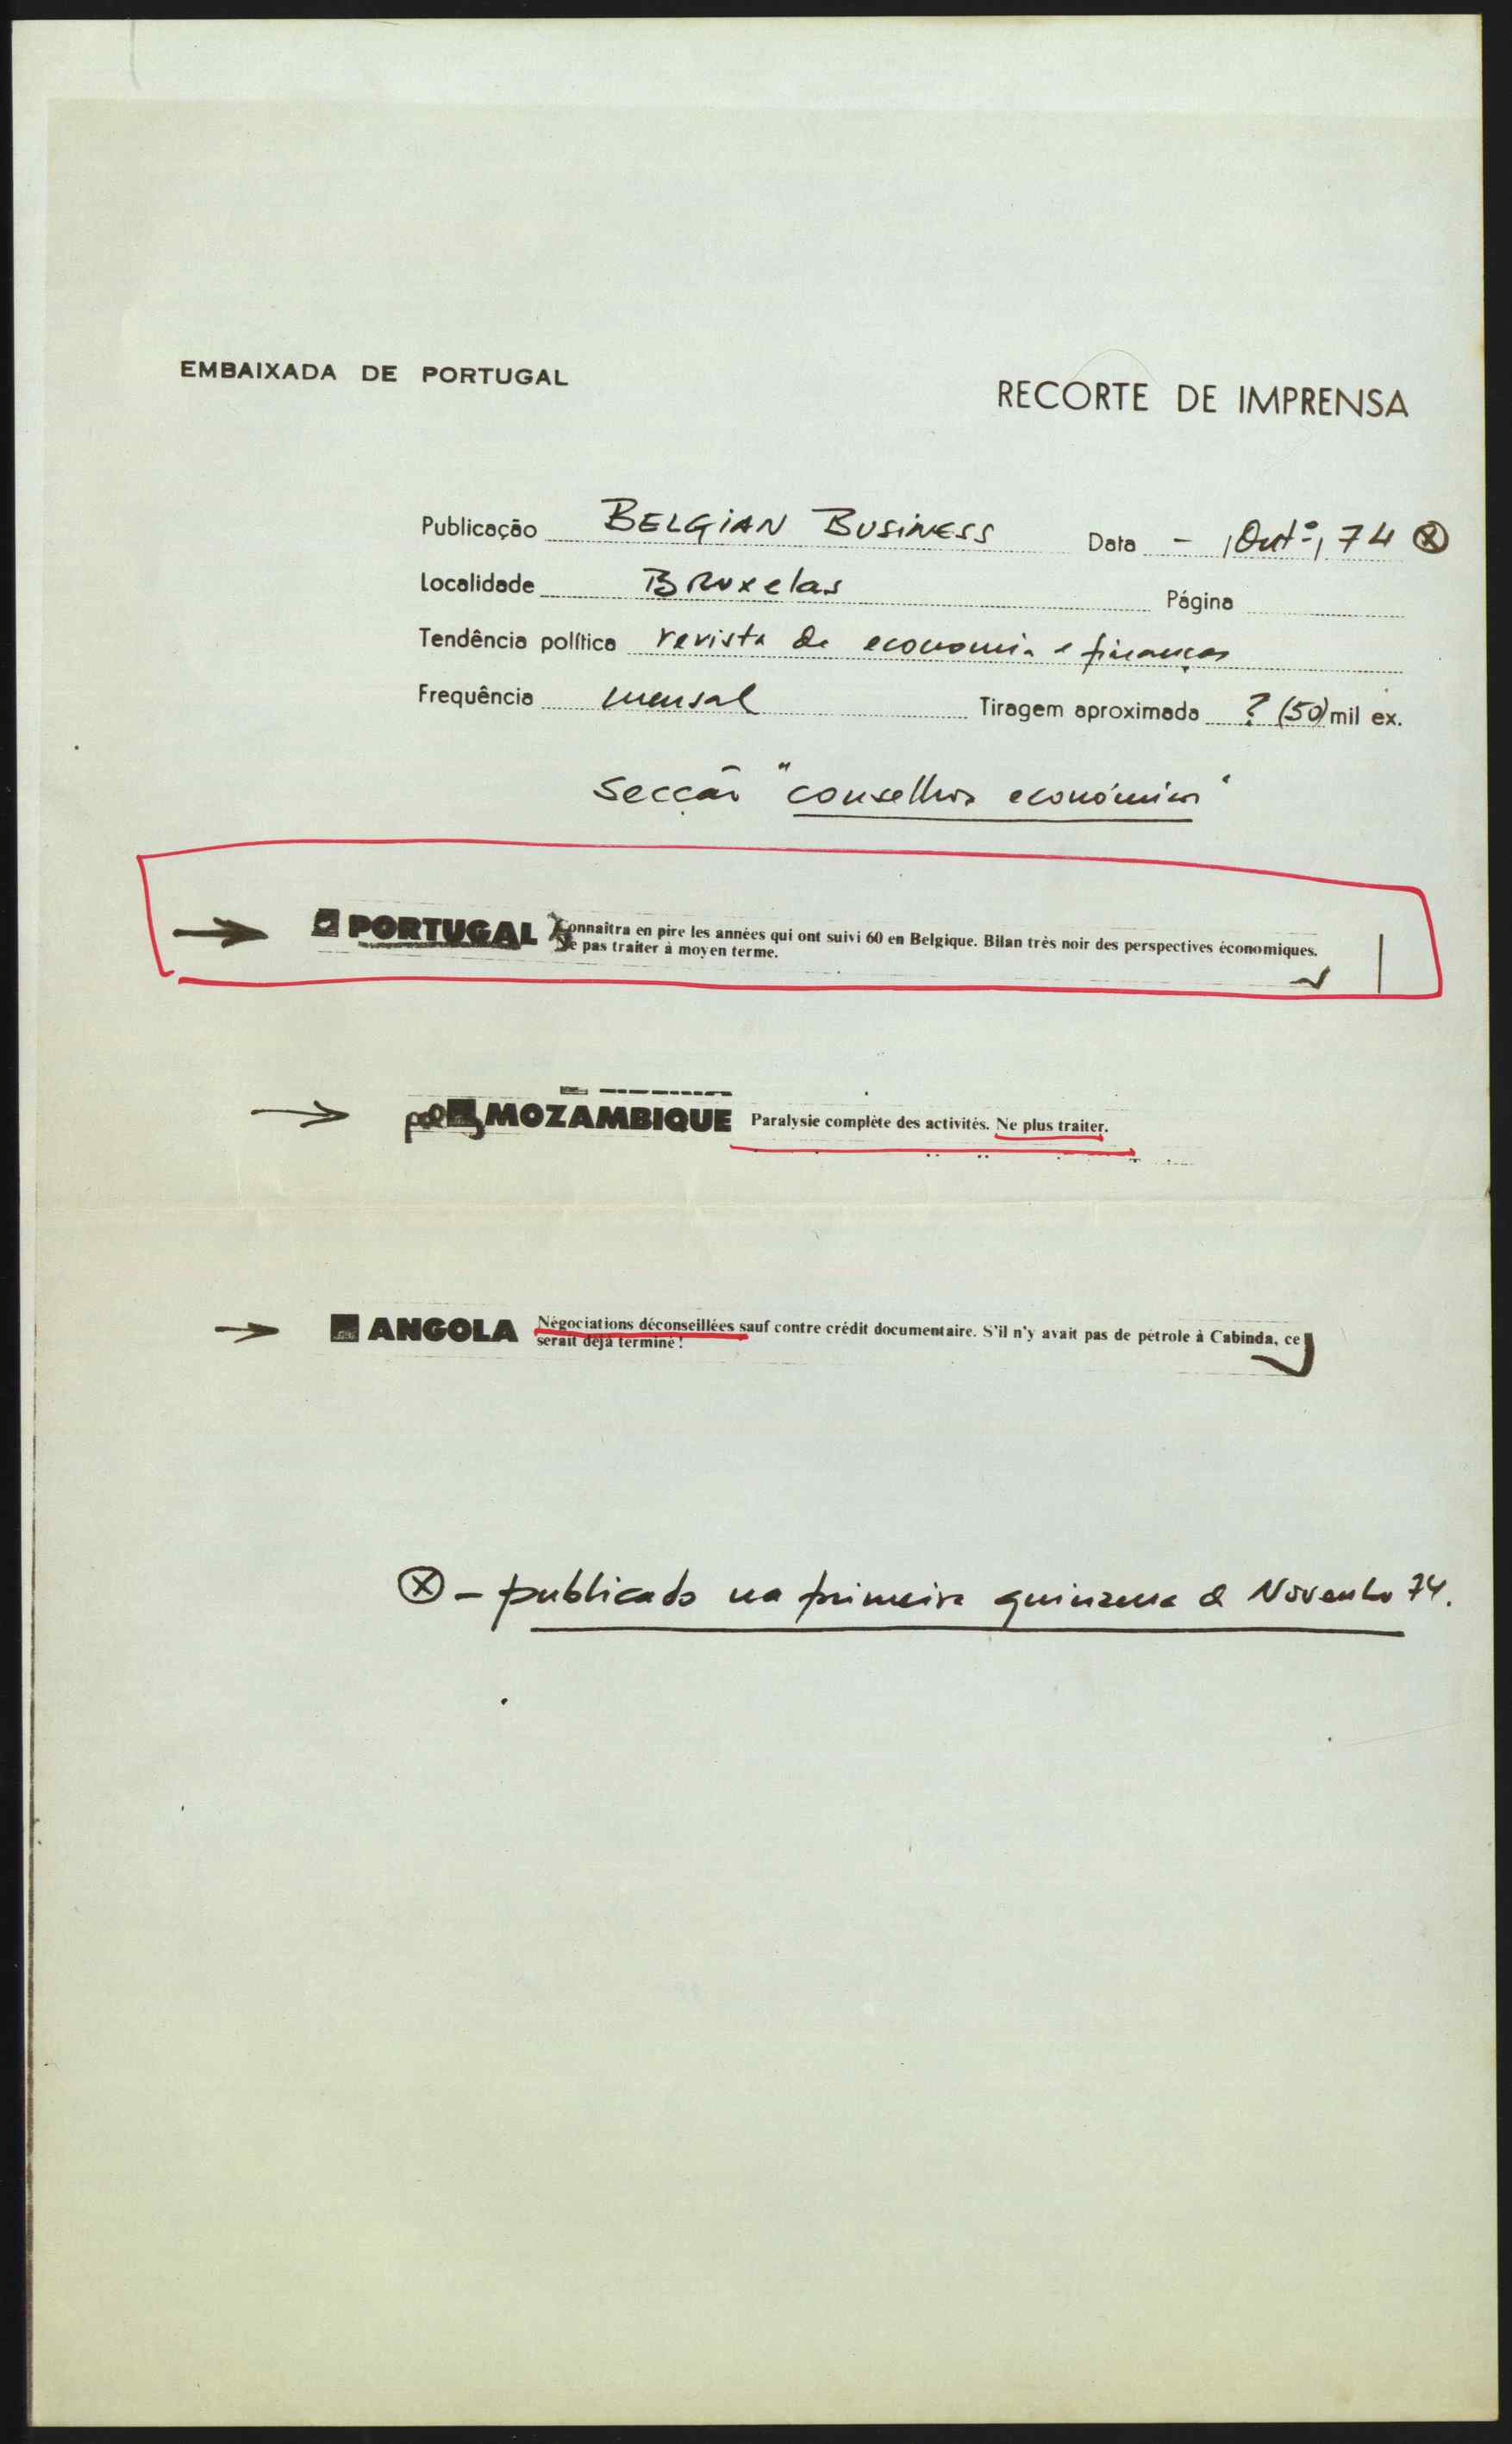 EMBAIXADA DE PORTUGAL
RECORTE DE IMPRENSA
Publicação BELGIAN BUSINESS Data - / Outº / 74 ⓧ
Localidade Bruxelas Página
Tendência política revista de economia e finanças
Frequência mensal Tiragem aproximada ? (50) mil ex.
Secção "conselhos económicos"
PORTUGAL Connaîtra en pire les années qui ont suivi 60 en Belgique. Bilan très noir des perspectives économiques.
Ne pas traiter à moyen terme.
MOZAMBIQUE Paralysie complète des activités. Ne plus traiter.
ANGOLA Négociations déconseillées sauf contre crédit documentaire. S'il n'y avait pas de pétrole à Cabinda, ce
serait déjà terminé !
ⓧ - publicado na primeira quinzena de Novembro 74.